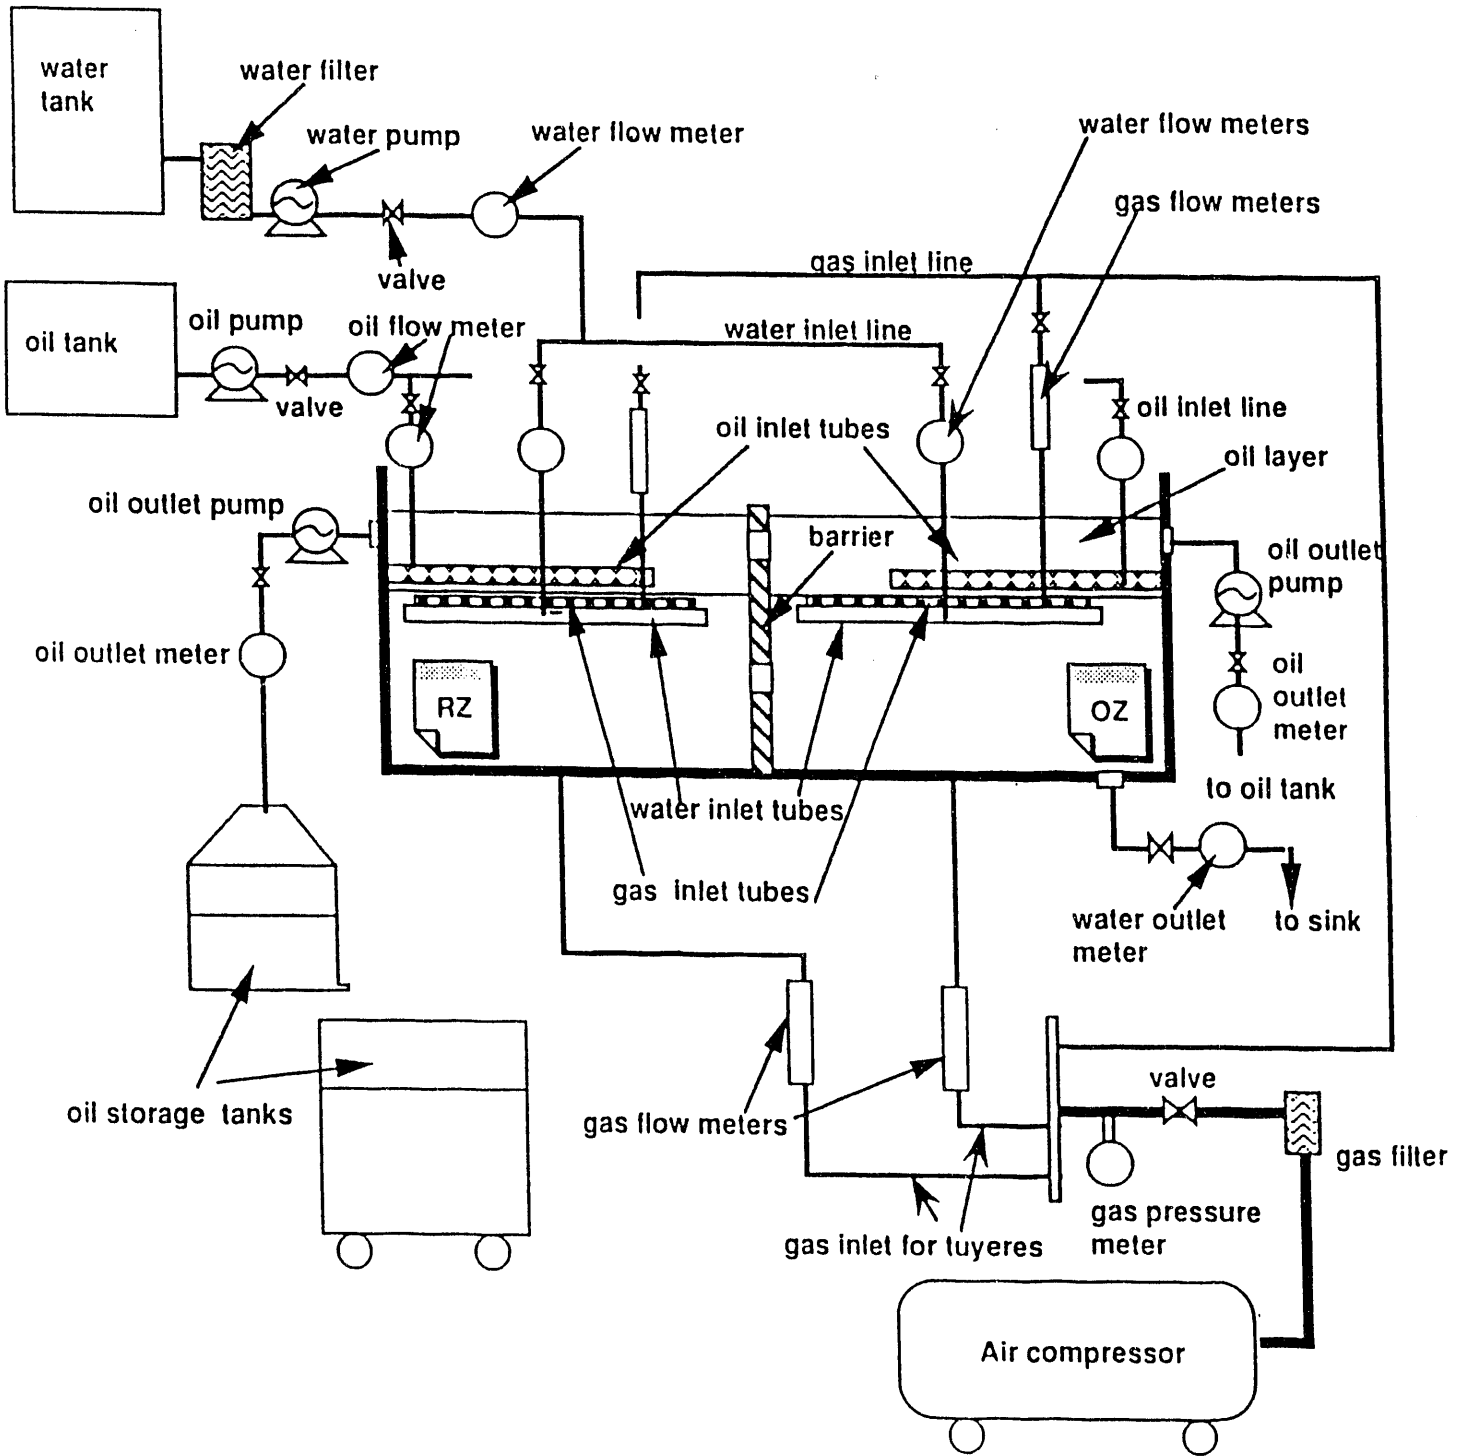 water
tank
water filter
water pump
water flow meter
water flow meters
gas flow meters
valve
gas inlet line
oil tank
oil pump
oil flow meter
water inlet line
valve
oil inlet tubes
oil inlet line
oil layer
oil outlet pump
barrier
oil outlet
pump
oil outlet meter
oil
outlet
meter
RZ
OZ
to oil tank
water inlet tubes
gas inlet tubes
water outlet
meter
to sink
oil storage tanks
gas flow meters
valve
gas filter
gas pressure
meter
gas inlet for tuyeres
Air compressor